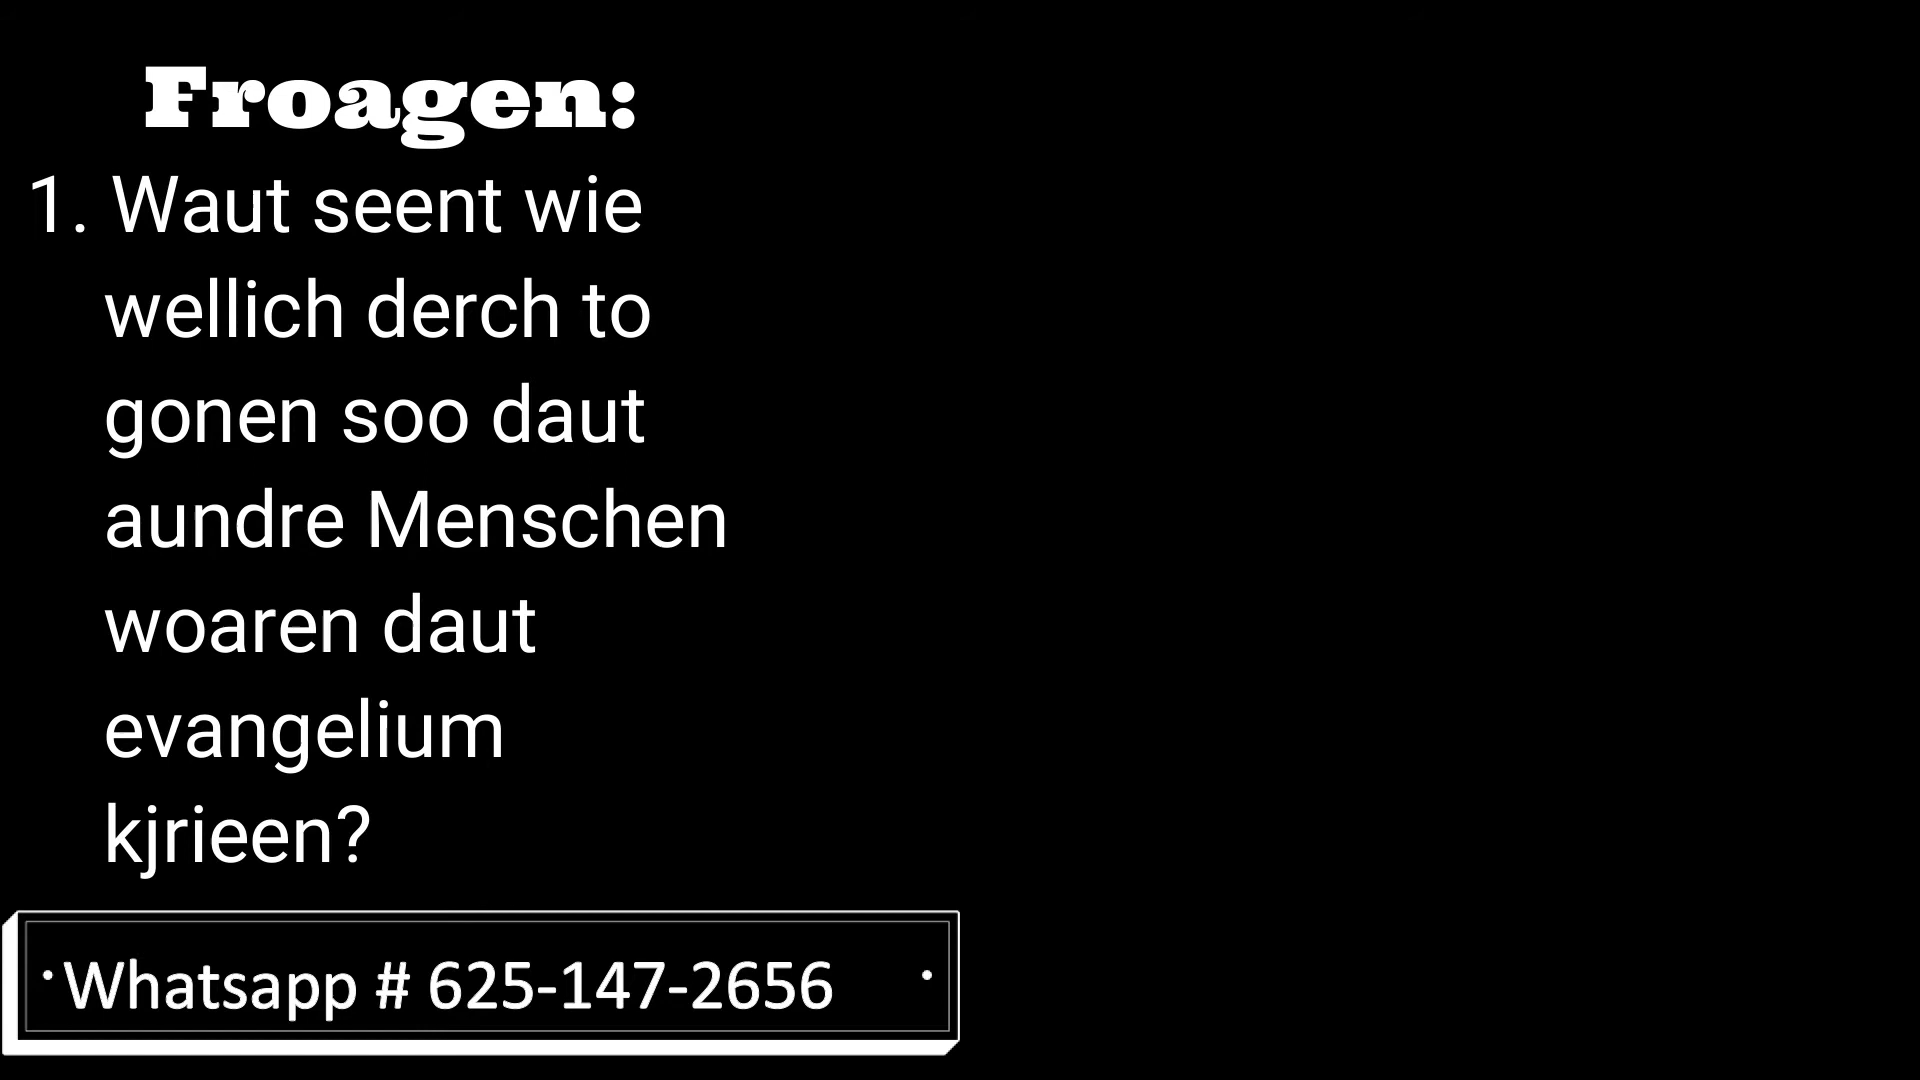 Froagen:
1. Waut seent wie
wellich derch to
gonen soo daut
aundre Menschen
woaren daut
evangelium
kjrieen?
Whatsapp # 625-147-2656